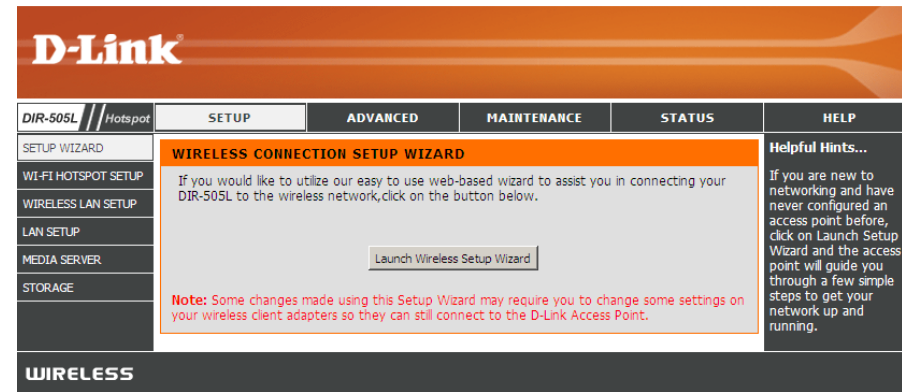 D-Link®
DIR-505L // Hotspot
SETUP
ADVANCED
MAINTENANCE
STATUS
HELP
SETUP WIZARD
WI-FI HOTSPOT SETUP
WIRELESS LAN SETUP
LAN SETUP
MEDIA SERVER
STORAGE
WIRELESS CONNECTION SETUP WIZARD
If you would like to utilize our easy to use web-based wizard to assist you in connecting your
DIR-505L to the wireless network,click on the button below.
Launch Wireless Setup Wizard
Note: Some changes made using this Setup Wizard may require you to change some settings on
your wireless client adapters so they can still connect to the D-Link Access Point.
Helpful Hints...
If you are new to
networking and have
never configured an
access point before,
click on Launch Setup
Wizard and the access
point will guide you
through a few simple
steps to get your
network up and
running.
WIRELESS